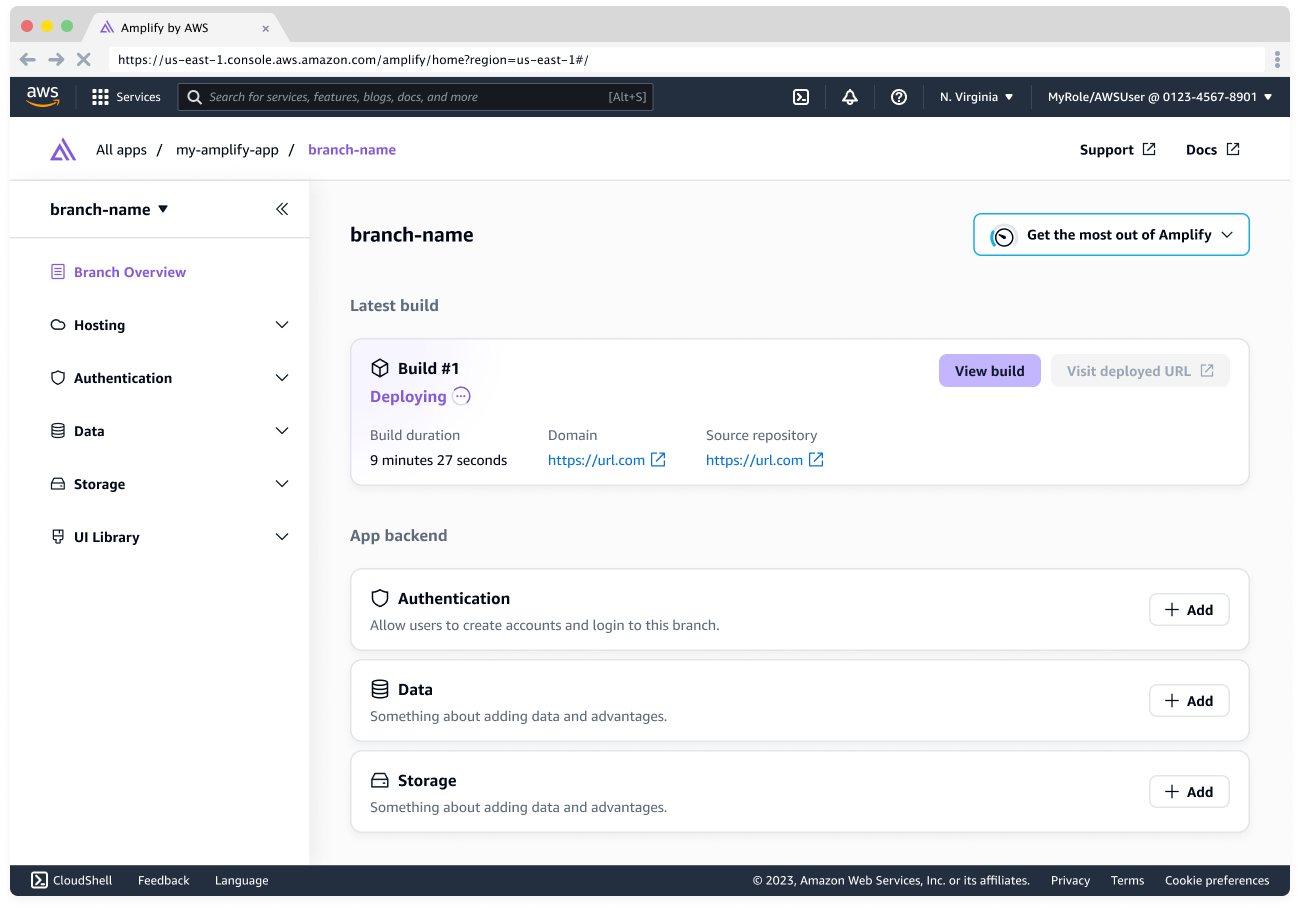 Amplify by AWS
https://us-east-1.console.aws.amazon.com/amplify/home?region=us-east-1#/
aws Services Search for services, features, blogs, docs, and more [Alt+S] N. Virginia MyRole/AWSUser @ 0123-4567-8901
All apps / my-amplify-app / branch-name Support Docs
branch-name
Branch Overview
Hosting
Authentication
Data
Storage
UI Library
branch-name Get the most out of Amplify
Latest build
Build #1 View build Visit deployed URL
Deploying
Build duration Domain Source repository
9 minutes 27 seconds https://url.com https://url.com
App backend
Authentication Add
Allow users to create accounts and login to this branch.
Data Add
Something about adding data and advantages.
Storage Add
Something about adding data and advantages.
CloudShell Feedback Language © 2023, Amazon Web Services, Inc. or its affiliates. Privacy Terms Cookie preferences